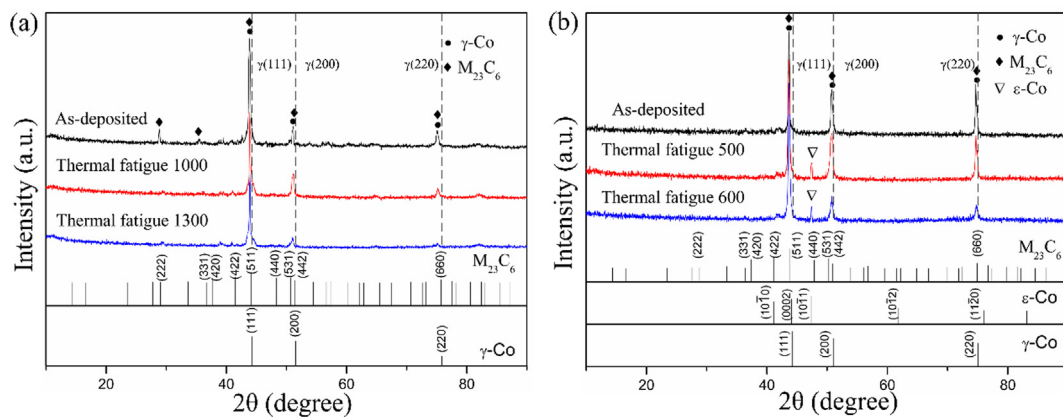 (a)
γ-Co
M₂₃C₆
γ(111)
γ(200)
γ(220)
As-deposited
Thermal fatigue 1000
Thermal fatigue 1300
M₂₃C₆
(222)
(331)
(420)
(422)
(511)
(440)
(531)
(442)
(660)
(111)
(200)
(220)
γ-Co
20 40 60 80
2θ (degree)
Intensity (a.u.)
(b)
γ-Co
M₂₃C₆
ε-Co
γ(111)
γ(200)
γ(220)
As-deposited
Thermal fatigue 500
Thermal fatigue 600
M₂₃C₆
(222)
(331)
(420)
(422)
(511)
(440)
(531)
(442)
(660)
(101̄0)
(0002)
(101̄1)
(101̄2)
(112̄0)
ε-Co
(111)
(200)
(220)
γ-Co
20 40 60 80
2θ (degree)
Intensity (a.u.)